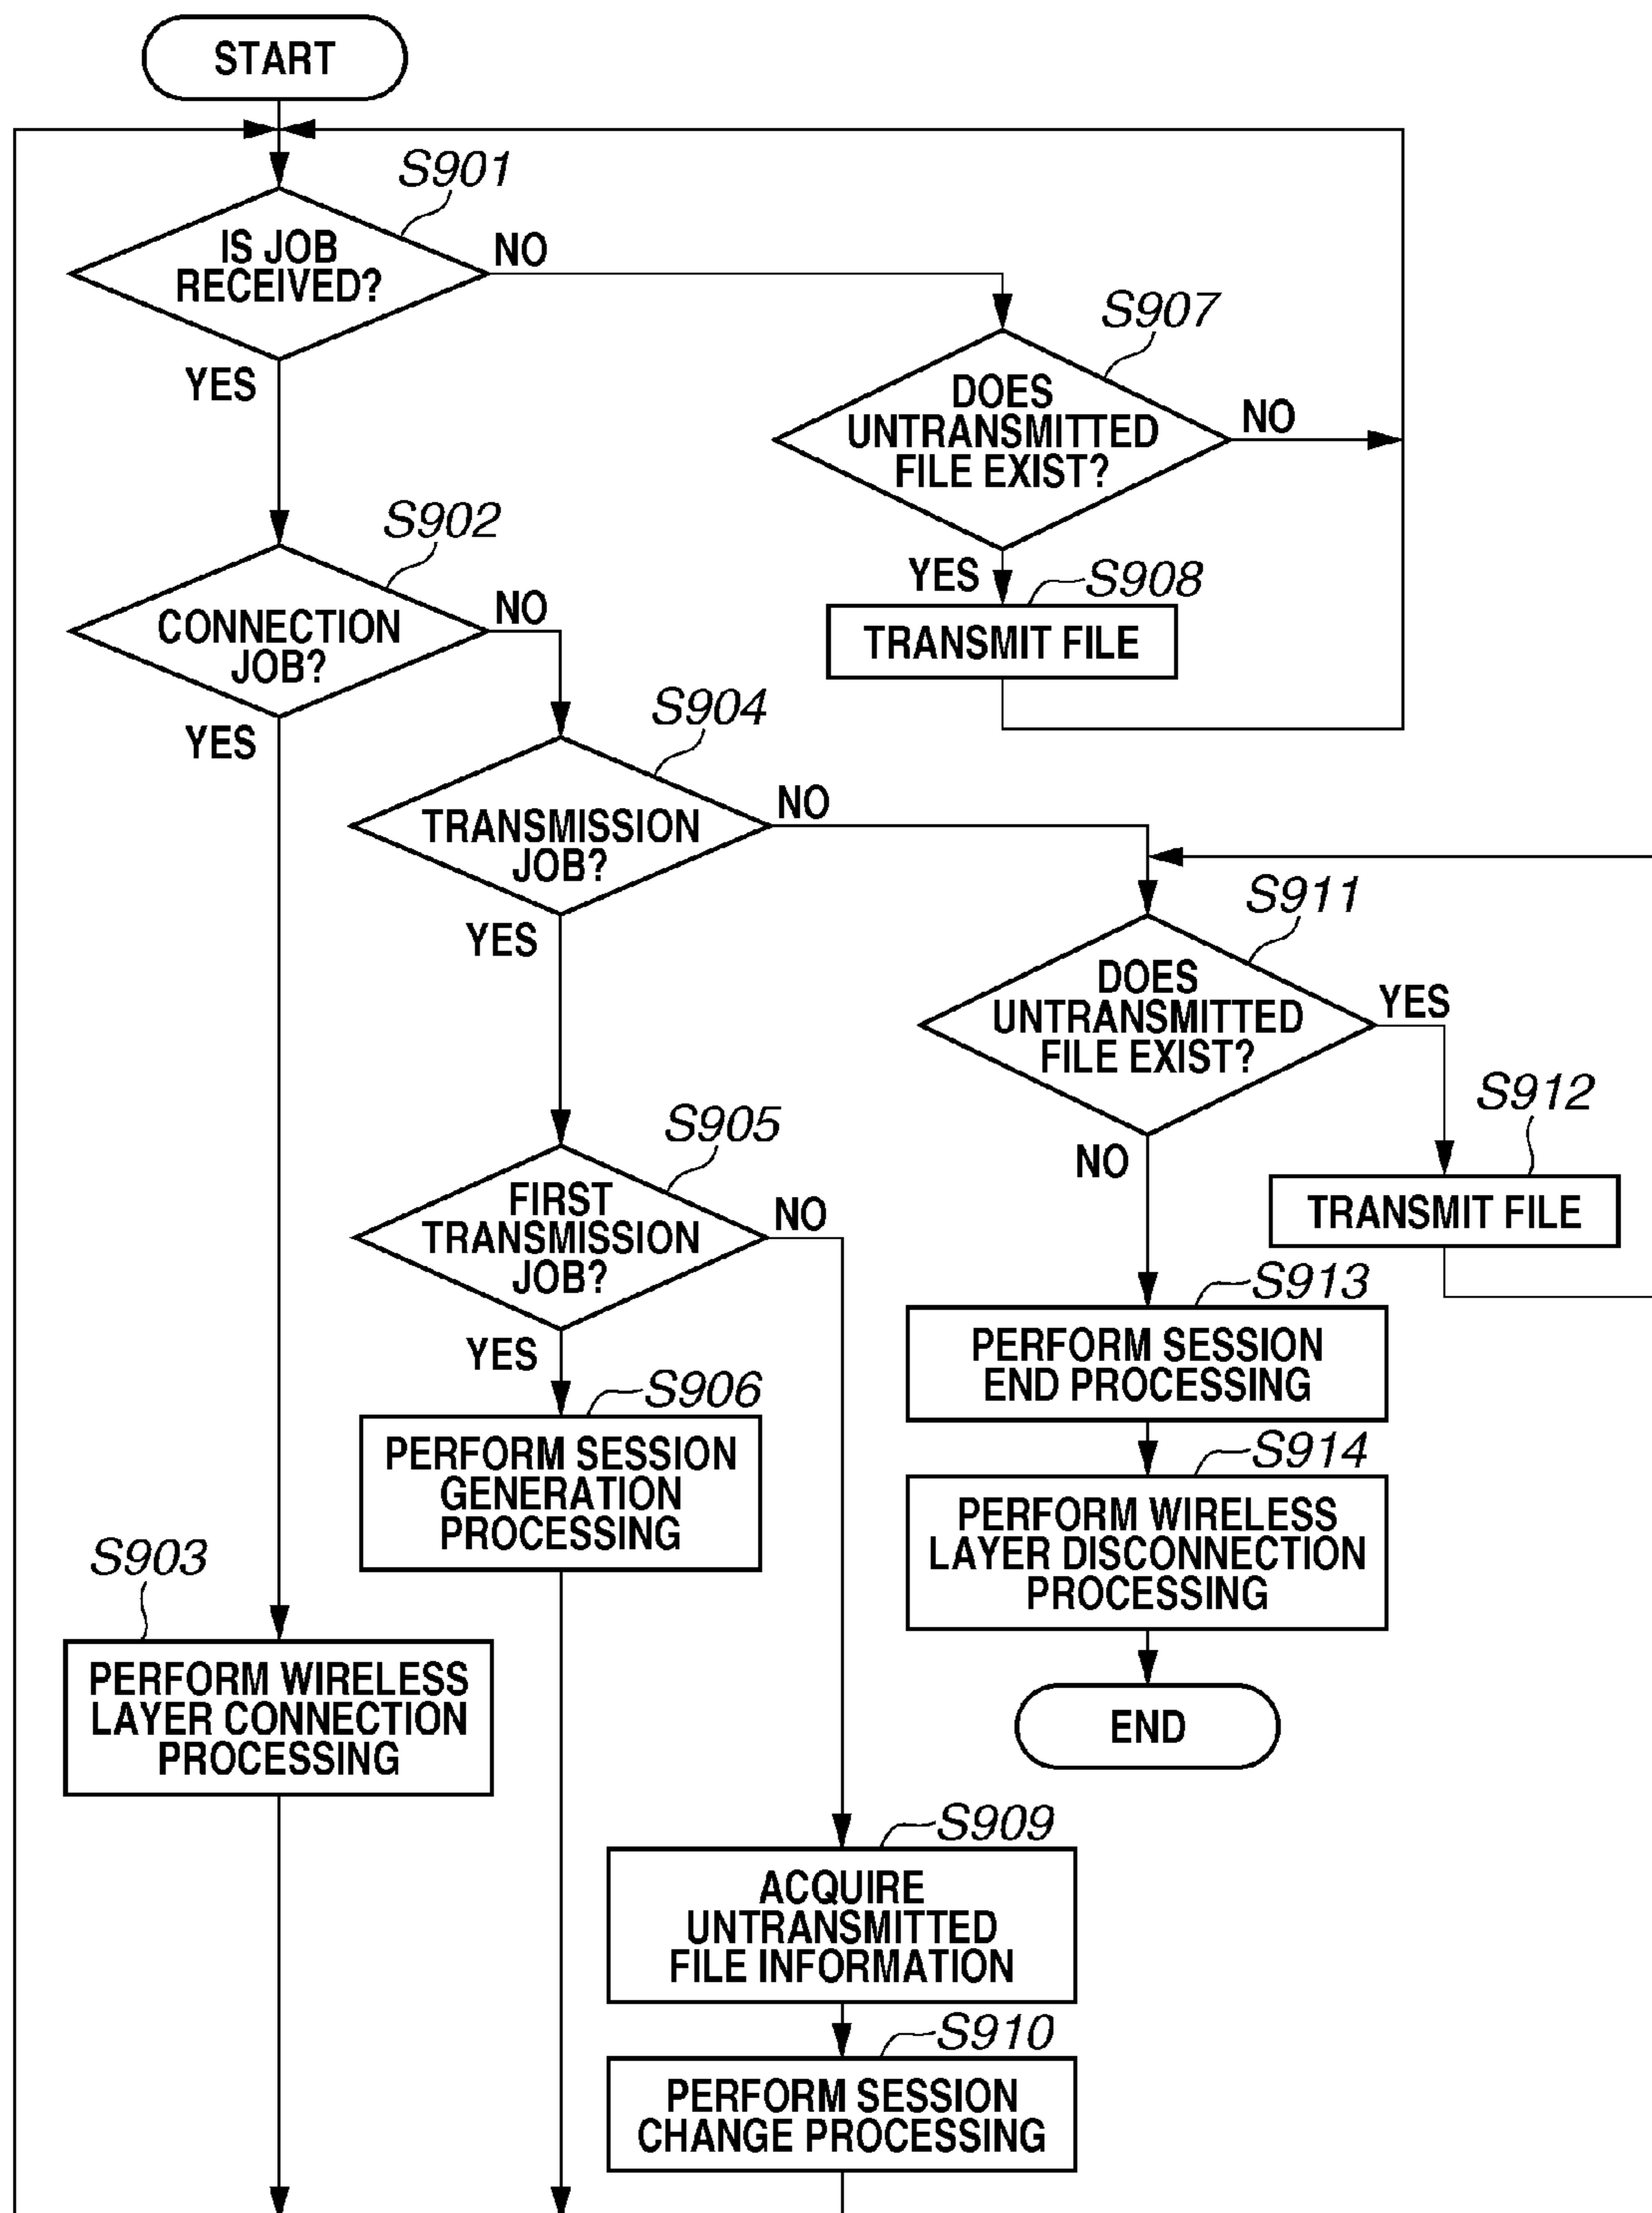 START
S901
IS JOB
RECEIVED?
NO
YES
S907
DOES
UNTRANSMITTED
FILE EXIST?
NO
YES
S908
TRANSMIT FILE
S902
CONNECTION
JOB?
NO
YES
S904
TRANSMISSION
JOB?
NO
YES
S911
DOES
UNTRANSMITTED
FILE EXIST?
YES
NO
S912
TRANSMIT FILE
S905
FIRST
TRANSMISSION
JOB?
NO
YES
S906
PERFORM SESSION
GENERATION
PROCESSING
S913
PERFORM SESSION
END PROCESSING
S914
PERFORM WIRELESS
LAYER DISCONNECTION
PROCESSING
END
S903
PERFORM WIRELESS
LAYER CONNECTION
PROCESSING
S909
ACQUIRE
UNTRANSMITTED
FILE INFORMATION
S910
PERFORM SESSION
CHANGE PROCESSING